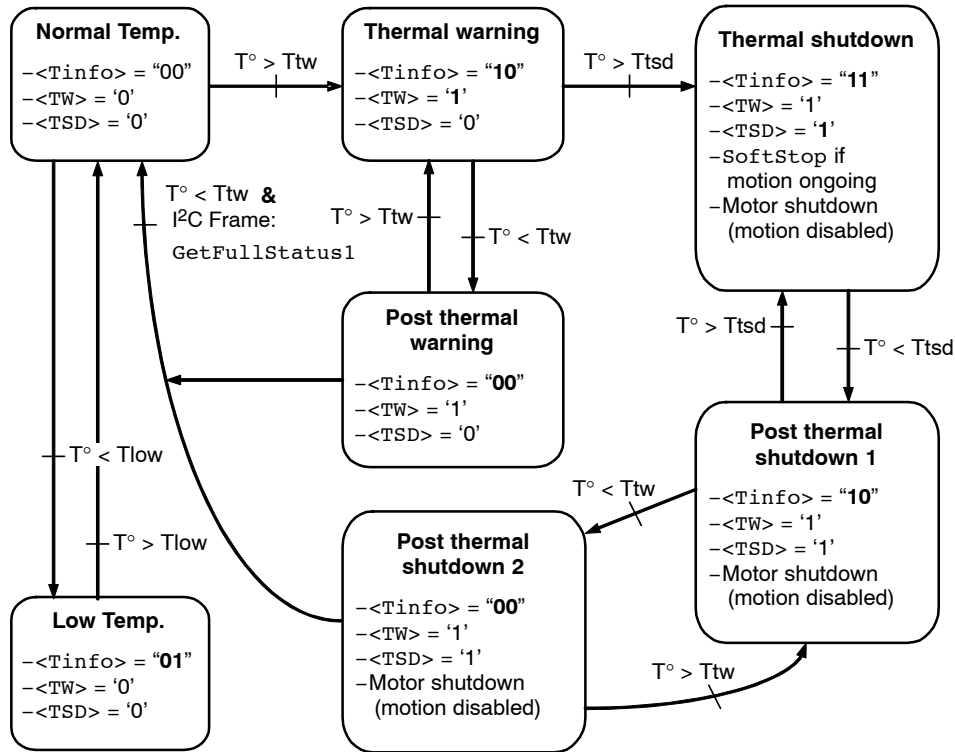 Normal Temp.
–<Tinfo> = “00”
–<TW> = ‘0’
–<TSD> = ‘0’
T° > Ttw
Thermal warning
–<Tinfo> = “10”
–<TW> = ‘1’
–<TSD> = ‘0’
T° > Ttsd
Thermal shutdown
–<Tinfo> = “11”
–<TW> = ‘1’
–<TSD> = ‘1’
–SoftStop if
motion ongoing
–Motor shutdown
(motion disabled)
T° < Ttw &
I²C Frame:
GetFullStatus1
T° > Ttw
T° < Ttw
Post thermal
warning
–<Tinfo> = “00”
–<TW> = ‘1’
–<TSD> = ‘0’
T° > Ttsd
T° < Ttsd
Post thermal
shutdown 1
–<Tinfo> = “10”
–<TW> = ‘1’
–<TSD> = ‘1’
–Motor shutdown
(motion disabled)
T° < Tlow
T° > Tlow
T° < Ttw
Post thermal
shutdown 2
–<Tinfo> = “00”
–<TW> = ‘1’
–<TSD> = ‘1’
–Motor shutdown
(motion disabled)
T° > Ttw
Low Temp.
–<Tinfo> = “01”
–<TW> = ‘0’
–<TSD> = ‘0’